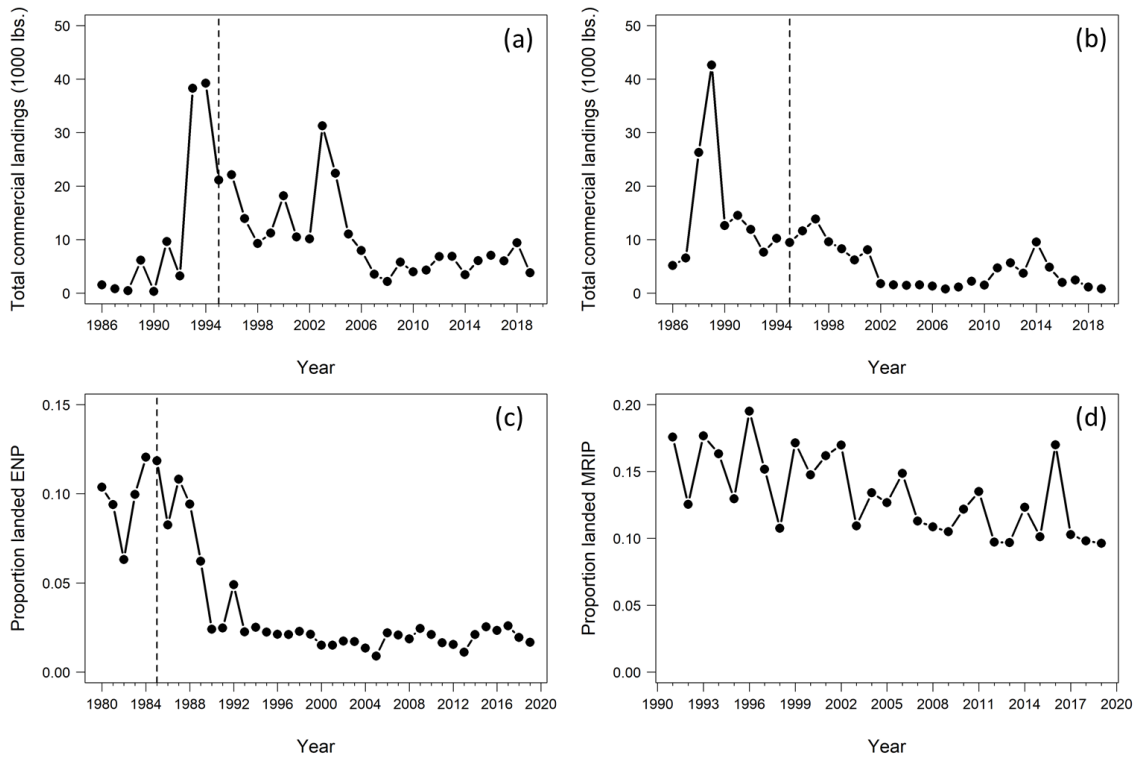 Total commercial landings (1000 lbs.)
50
40
30
20
10
0
(a)
1986 1990 1994 1998 2002 2006 2010 2014 2018
Year
Total commercial landings (1000 lbs.)
50
40
30
20
10
0
(b)
1986 1990 1994 1998 2002 2006 2010 2014 2018
Year
Proportion landed ENP
0.15
0.10
0.05
0.00
(c)
1980 1984 1988 1992 1996 2000 2004 2008 2012 2016 2020
Year
Proportion landed MRIP
0.20
0.15
0.10
0.05
0.00
(d)
1990 1993 1996 1999 2002 2005 2008 2011 2014 2017 2020
Year